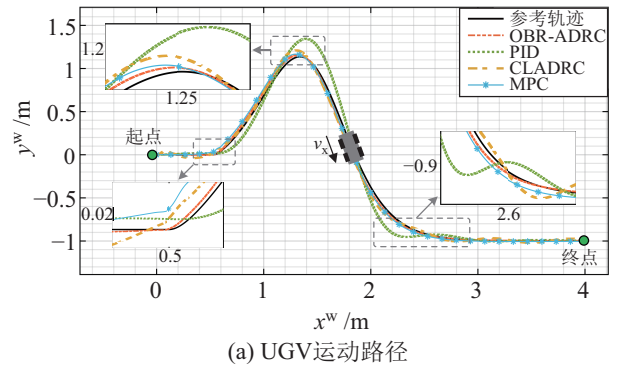 参考轨迹
OBR-ADRC
PID
CLADRC
MPC
1.5
1.0
0.5
0
−0.5
−1
y^w /m
1.2
1.25
起点
v_x
−0.9
2.6
0.02
0.5
终点
0 1 2 3 4
x^w /m
(a) UGV运动路径